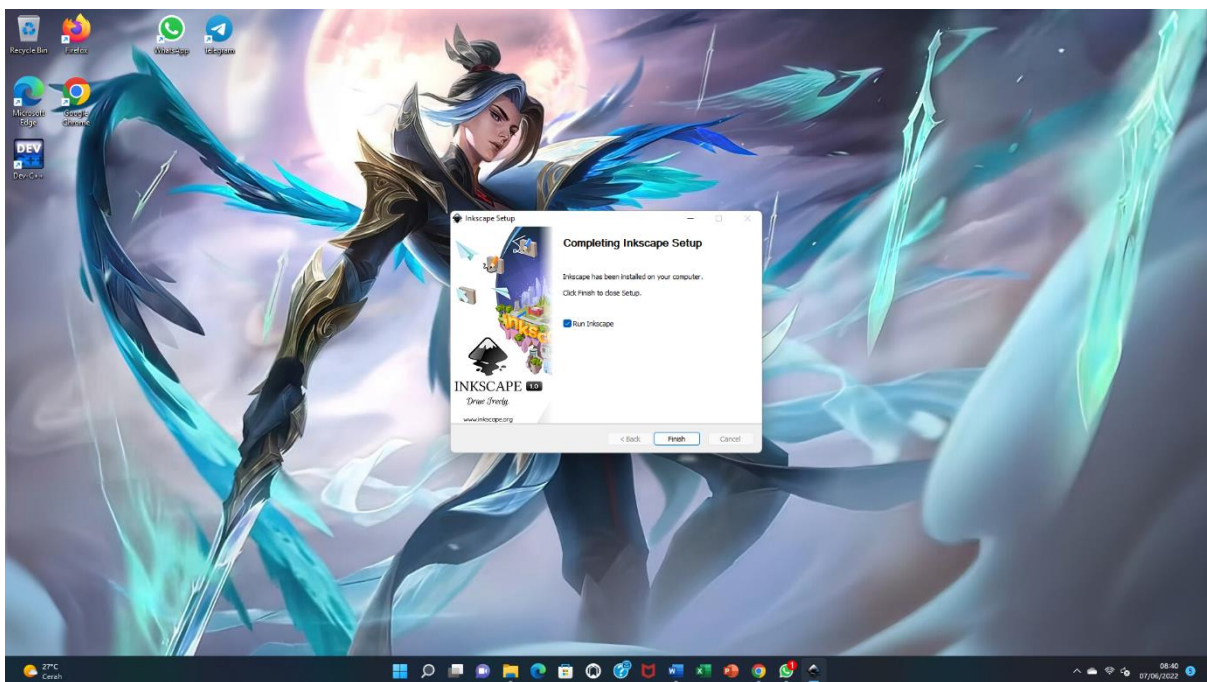 Recycle Bin
Firefox
WhatsApp
Telegram
Microsoft Edge
Google Chrome
DEV
Dev-C++
Inkscape Setup
Completing Inkscape Setup
Inkscape has been installed on your computer.
Click Finish to close Setup.
Run Inkscape
INKSCAPE 1.0
Draw Freely.
www.inkscape.org
< Back
Finish
Cancel
27°C
Cerah
1
08:40
07/06/2022